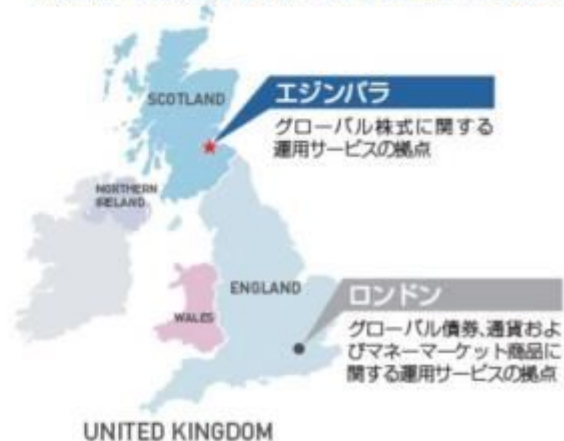 SCOTLAND
エジンバラ
グローバル株式に関する
運用サービスの拠点
NORTHERN
IRELAND
ENGLAND
WALES
ロンドン
グローバル債券、通貨およ
びマネーマーケット商品に
関する運用サービスの拠点
UNITED KINGDOM